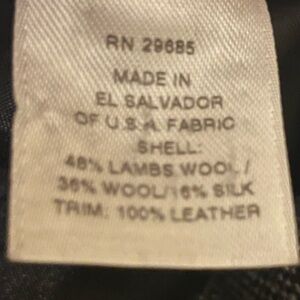 RN 29685
MADE IN
EL SALVADOR
OF U.S.A. FABRIC
SHELL:
48% LAMBS WOOL/
36% WOOL/16% SILK
TRIM: 100% LEATHER